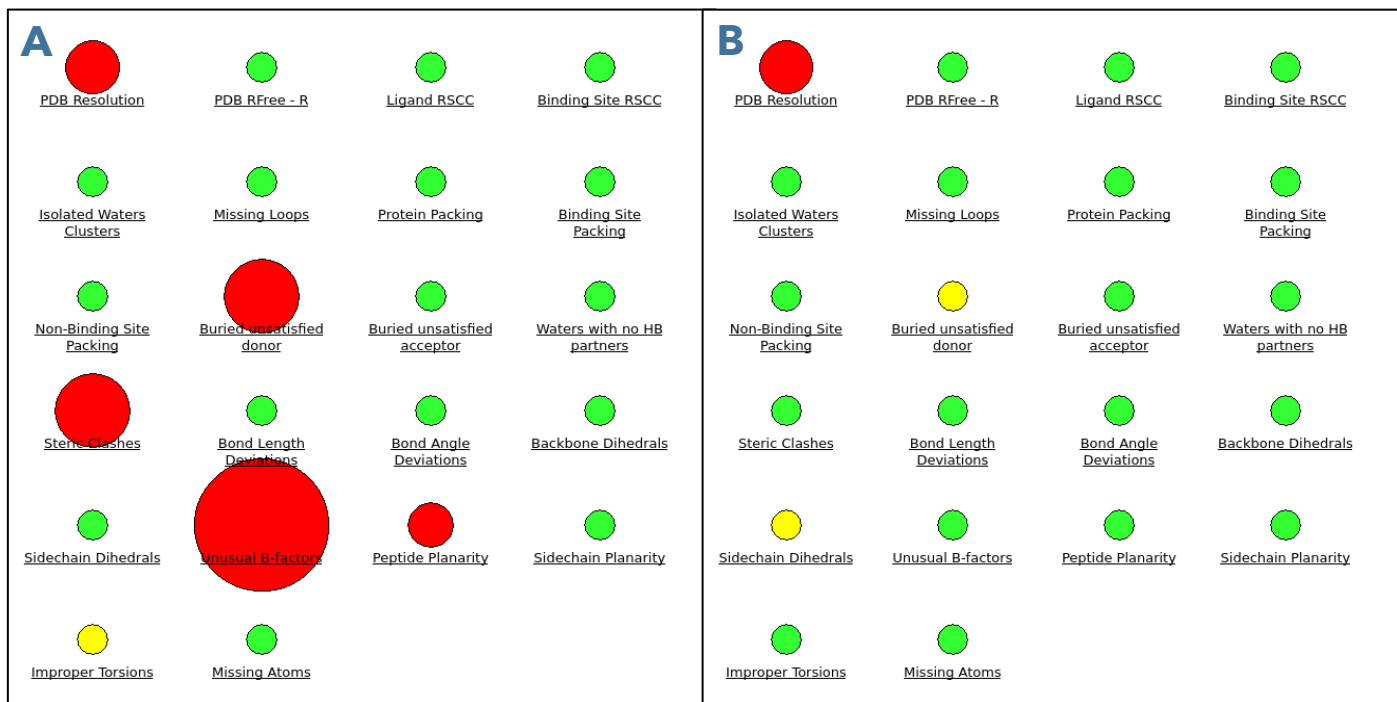 A
PDB Resolution
PDB RFree - R
Ligand RSCC
Binding Site RSCC
Isolated Waters
Clusters
Missing Loops
Protein Packing
Binding Site
Packing
Non-Binding Site
Packing
Buried unsatisfied
donor
Buried unsatisfied
acceptor
Waters with no HB
partners
Steric Clashes
Bond Length
Deviations
Bond Angle
Deviations
Backbone Dihedrals
Sidechain Dihedrals
Unusual B-factors
Peptide Planarity
Sidechain Planarity
Improper Torsions
Missing Atoms
B
PDB Resolution
PDB RFree - R
Ligand RSCC
Binding Site RSCC
Isolated Waters
Clusters
Missing Loops
Protein Packing
Binding Site
Packing
Non-Binding Site
Packing
Buried unsatisfied
donor
Buried unsatisfied
acceptor
Waters with no HB
partners
Steric Clashes
Bond Length
Deviations
Bond Angle
Deviations
Backbone Dihedrals
Sidechain Dihedrals
Unusual B-factors
Peptide Planarity
Sidechain Planarity
Improper Torsions
Missing Atoms